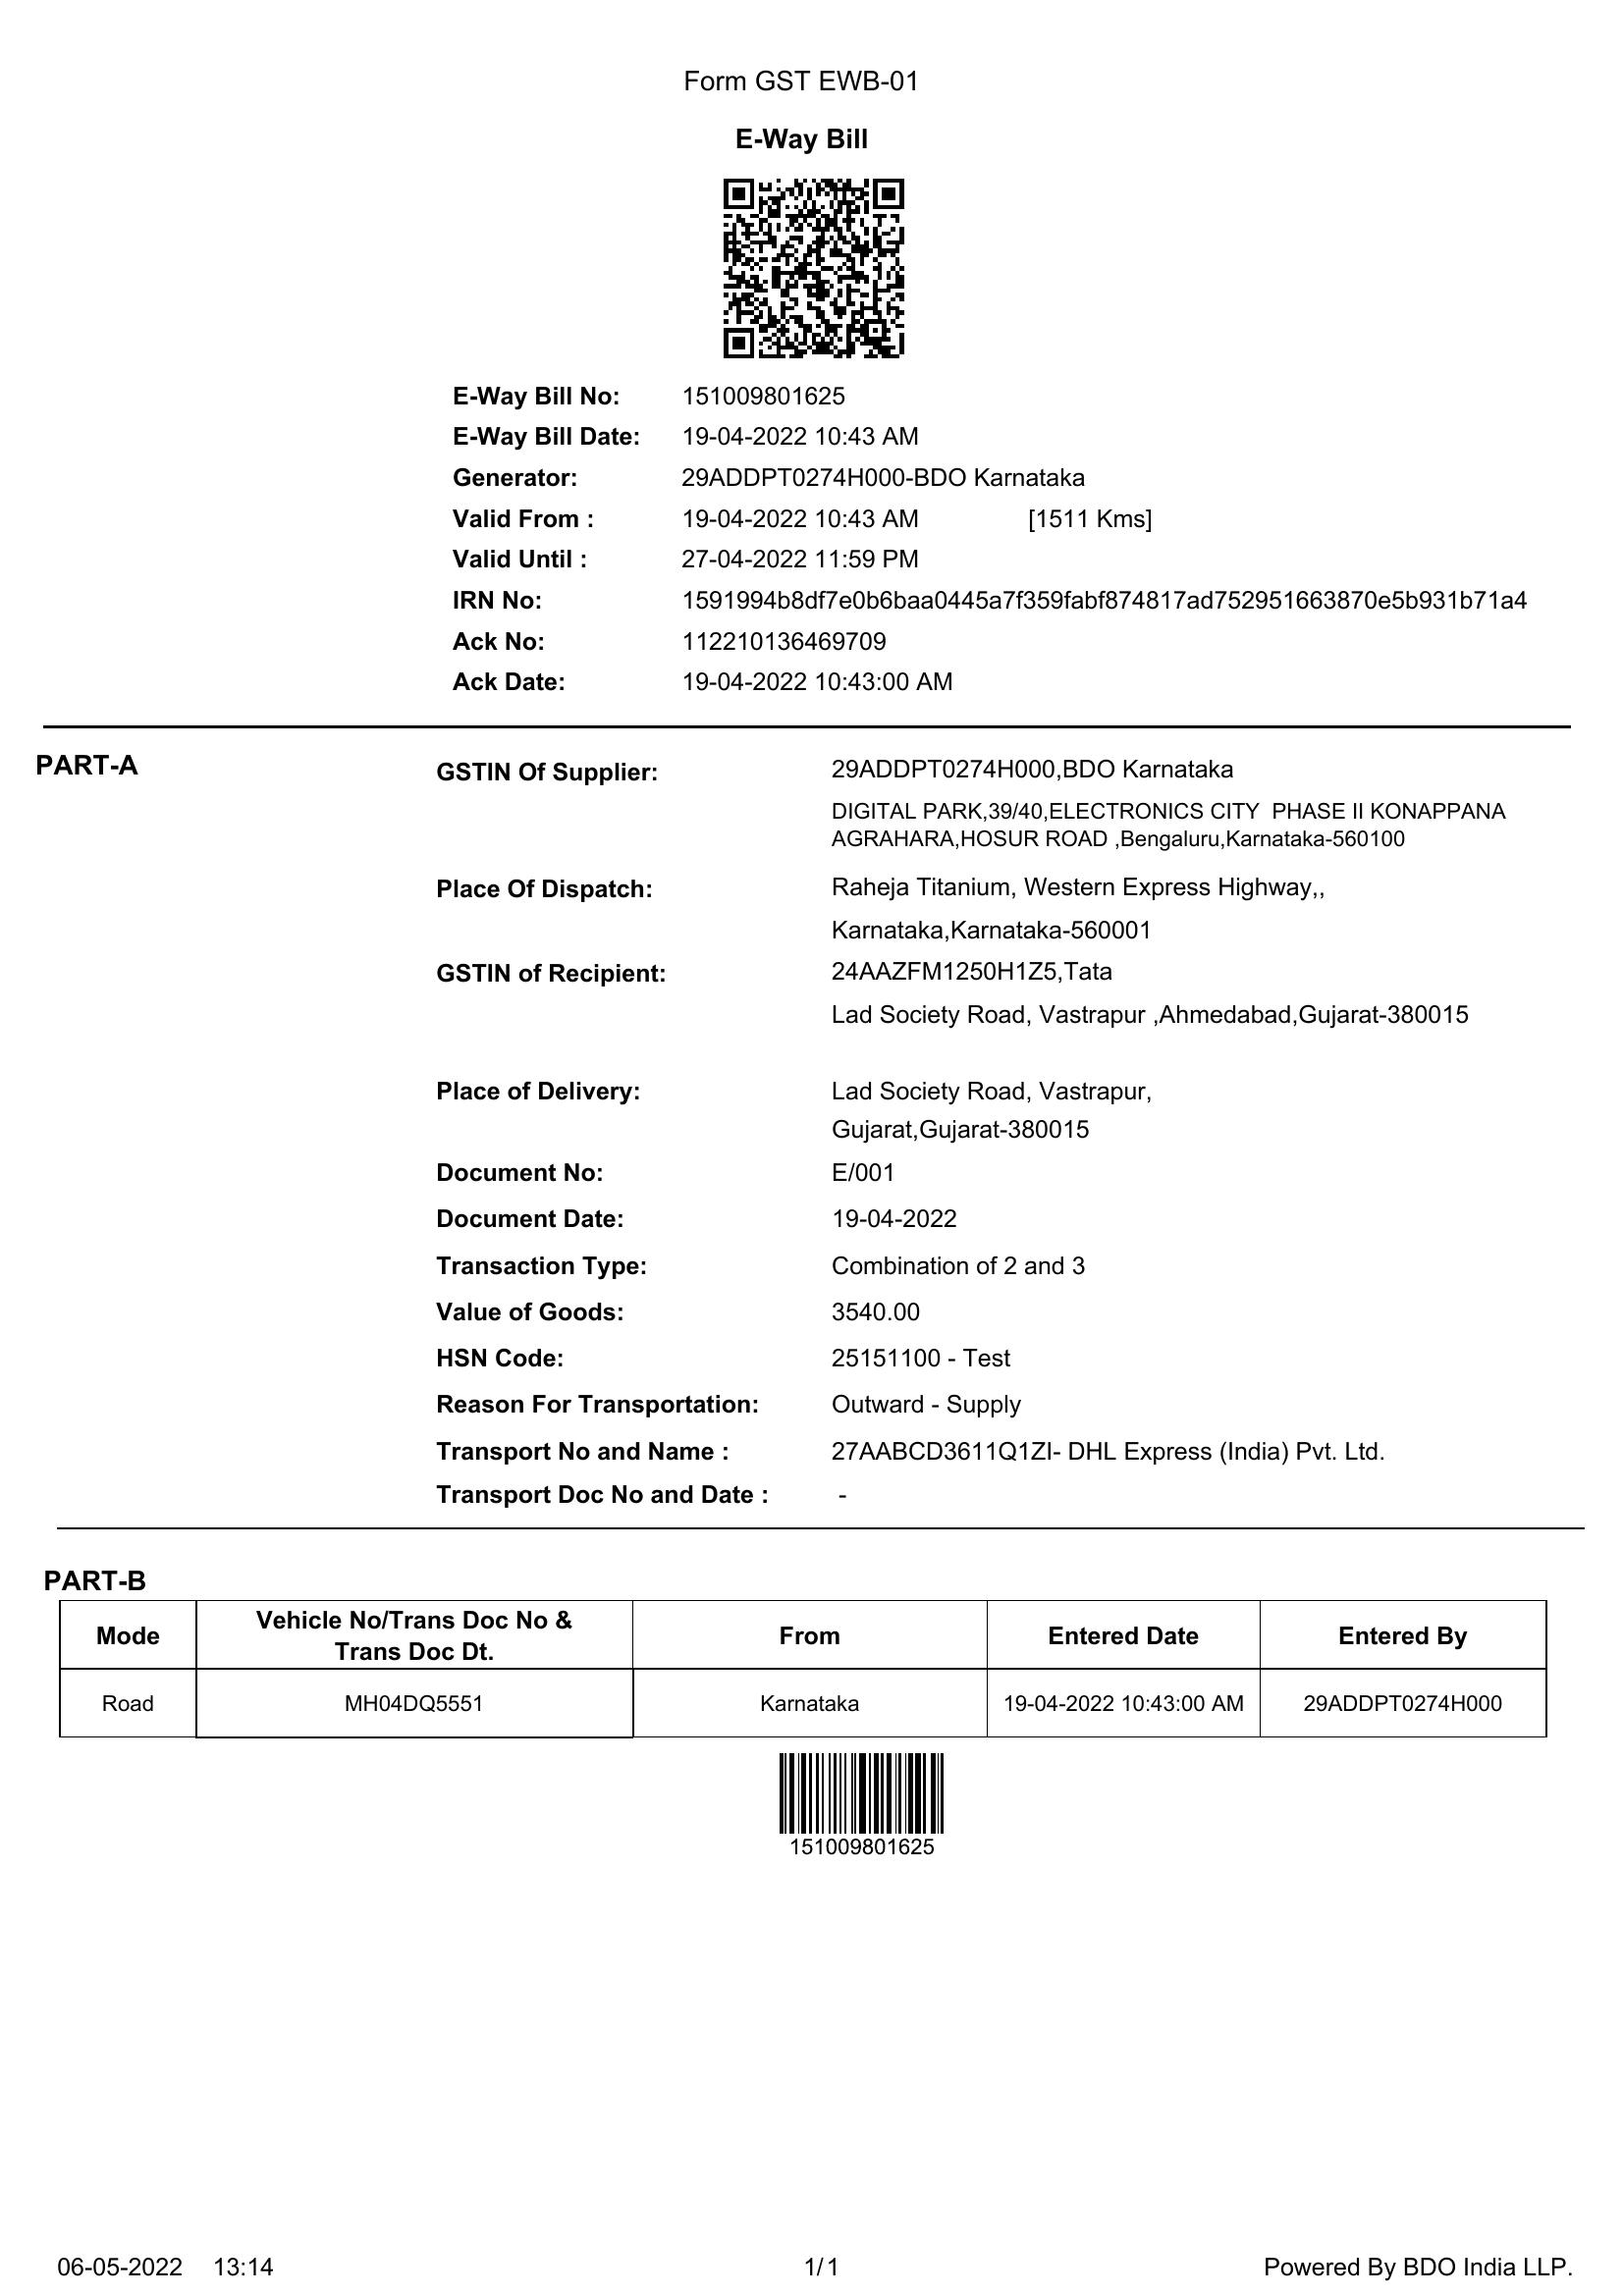 Form GST EWB-01
E-Way Bill
E-Way Bill No: 151009801625
E-Way Bill Date: 19-04-2022 10:43 AM
Generator: 29ADDPT0274H000-BDO Karnataka
Valid From : 19-04-2022 10:43 AM [1511 Kms]
Valid Until : 27-04-2022 11:59 PM
IRN No: 1591994b8df7e0b6baa0445a7f359fabf874817ad752951663870e5b931b71a4
Ack No: 112210136469709
Ack Date: 19-04-2022 10:43:00 AM
PART-A
GSTIN Of Supplier: 29ADDPT0274H000,BDO Karnataka
DIGITAL PARK,39/40,ELECTRONICS CITY PHASE II KONAPPANA
AGRAHARA,HOSUR ROAD ,Bengaluru,Karnataka-560100
Place Of Dispatch: Raheja Titanium, Western Express Highway,,
Karnataka,Karnataka-560001
GSTIN of Recipient: 24AAZFM1250H1Z5,Tata
Lad Society Road, Vastrapur ,Ahmedabad,Gujarat-380015
Place of Delivery: Lad Society Road, Vastrapur,
Gujarat,Gujarat-380015
Document No: E/001
Document Date: 19-04-2022
Transaction Type: Combination of 2 and 3
Value of Goods: 3540.00
HSN Code: 25151100 - Test
Reason For Transportation: Outward - Supply
Transport No and Name : 27AABCD3611Q1ZI- DHL Express (India) Pvt. Ltd.
Transport Doc No and Date : -
PART-B
Mode Vehicle No/Trans Doc No & Trans Doc Dt. From Entered Date Entered By
Road MH04DQ5551 Karnataka 19-04-2022 10:43:00 AM 29ADDPT0274H000
151009801625
06-05-2022 13:14 1/1 Powered By BDO India LLP.